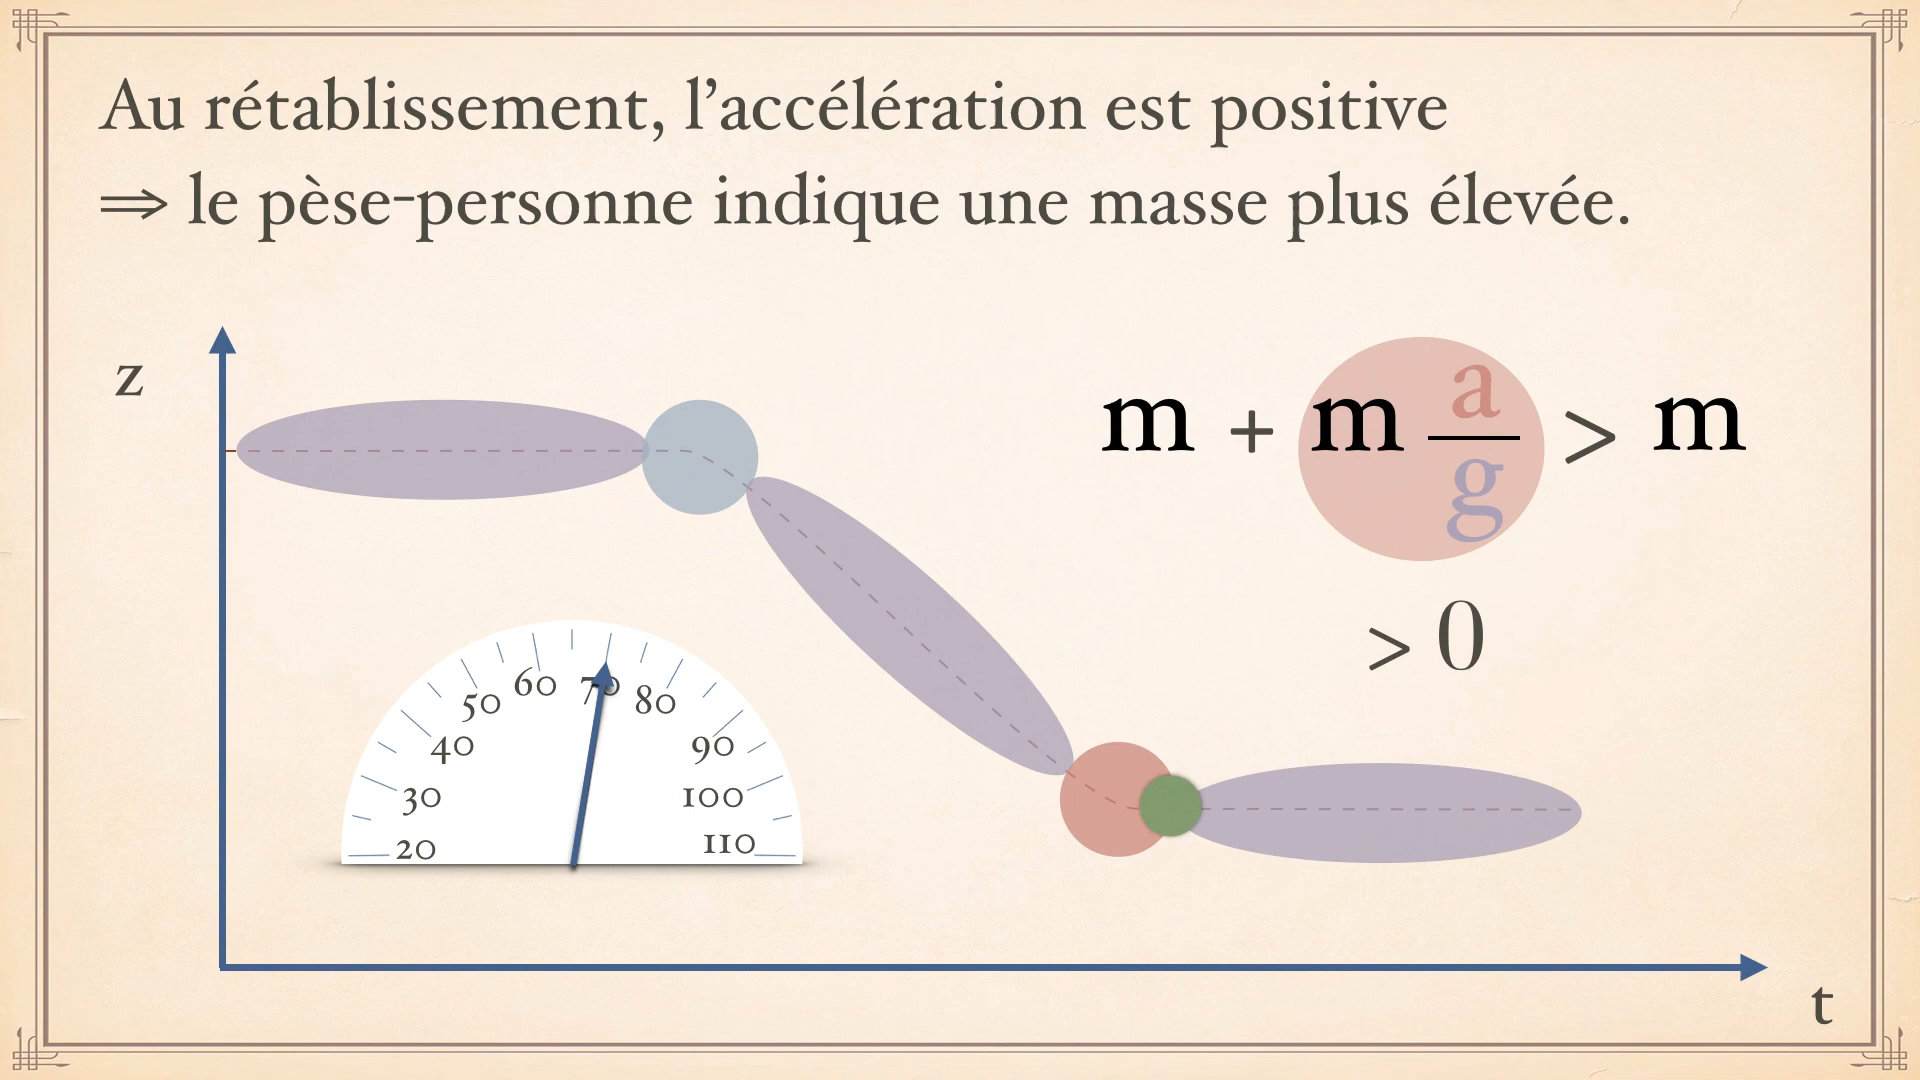 Au rétablissement, l’accélération est positive
⇒ le pèse-personne indique une masse plus élevée.
z
m + m a/g > m
> 0
20
30
40
50
60
70
80
90
100
110
t